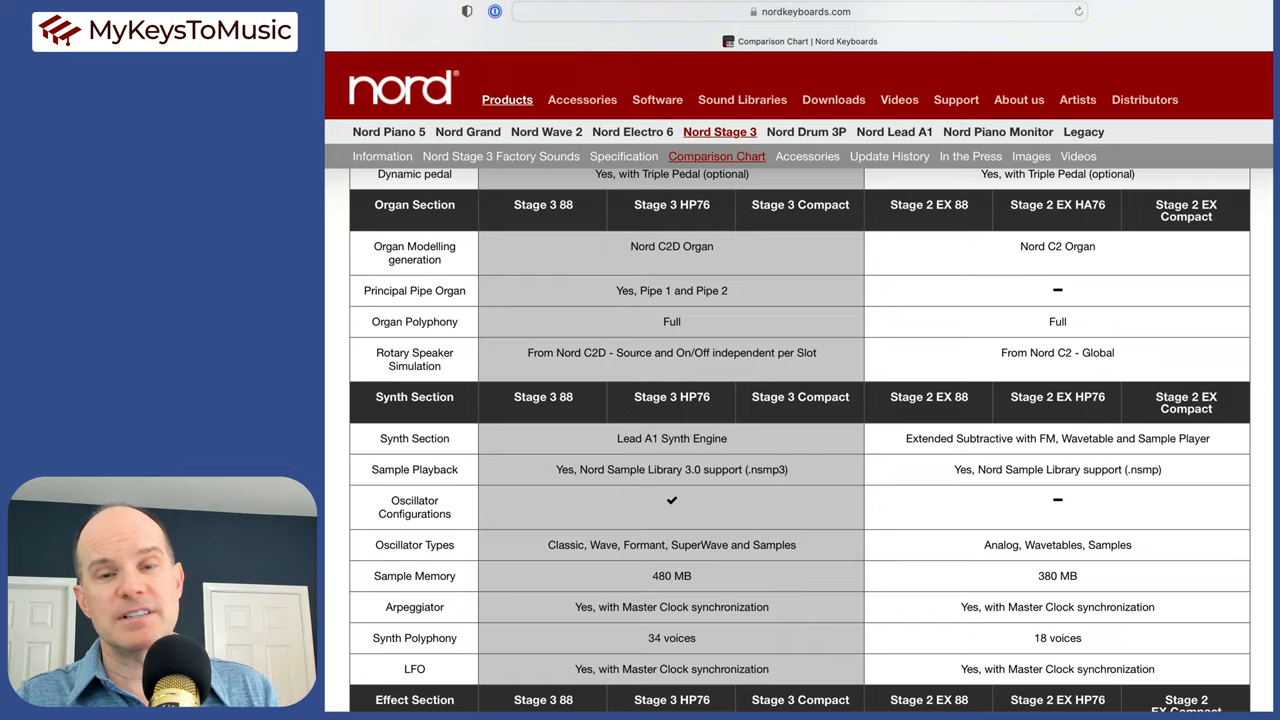 MyKeysToMusic
nordkeyboards.com
Comparison Chart | Nord Keyboards
nord®
Products Accessories Software Sound Libraries Downloads Videos Support About us Artists Distributors
Nord Piano 5 Nord Grand Nord Wave 2 Nord Electro 6 Nord Stage 3 Nord Drum 3P Nord Lead A1 Nord Piano Monitor Legacy
Information Nord Stage 3 Factory Sounds Specification Comparison Chart Accessories Update History In the Press Images Videos
Dynamic pedal Yes, with Triple Pedal (optional) Yes, with Triple Pedal (optional)
Organ Section Stage 3 88 Stage 3 HP76 Stage 3 Compact Stage 2 EX 88 Stage 2 EX HA76 Stage 2 EX
Compact
Organ Modelling Nord C2D Organ Nord C2 Organ
generation
Principal Pipe Organ Yes, Pipe 1 and Pipe 2 –
Organ Polyphony Full Full
Rotary Speaker From Nord C2D - Source and On/Off independent per Slot From Nord C2 - Global
Simulation
Synth Section Stage 3 88 Stage 3 HP76 Stage 3 Compact Stage 2 EX 88 Stage 2 EX HP76 Stage 2 EX
Compact
Synth Section Lead A1 Synth Engine Extended Subtractive with FM, Wavetable and Sample Player
Sample Playback Yes, Nord Sample Library 3.0 support (.nsmp3) Yes, Nord Sample Library support (.nsmp)
Oscillator ✔ –
Configurations
Oscillator Types Classic, Wave, Formant, SuperWave and Samples Analog, Wavetables, Samples
Sample Memory 480 MB 380 MB
Arpeggiator Yes, with Master Clock synchronization Yes, with Master Clock synchronization
Synth Polyphony 34 voices 18 voices
LFO Yes, with Master Clock synchronization Yes, with Master Clock synchronization
Effect Section Stage 3 88 Stage 3 HP76 Stage 3 Compact Stage 2 EX 88 Stage 2 EX HP76 Stage 2
EX Compact